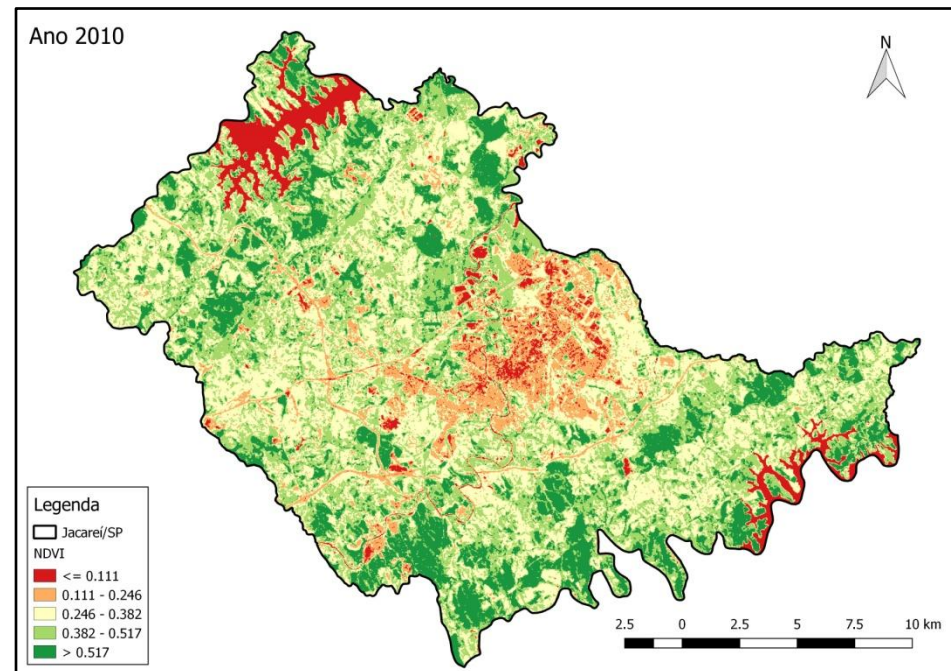 Ano 2010
N
Legenda
Jacareí/SP
NDVI
<= 0.111
0.111 - 0.246
0.246 - 0.382
0.382 - 0.517
> 0.517
2.5 0 2.5 5 7.5 10 km